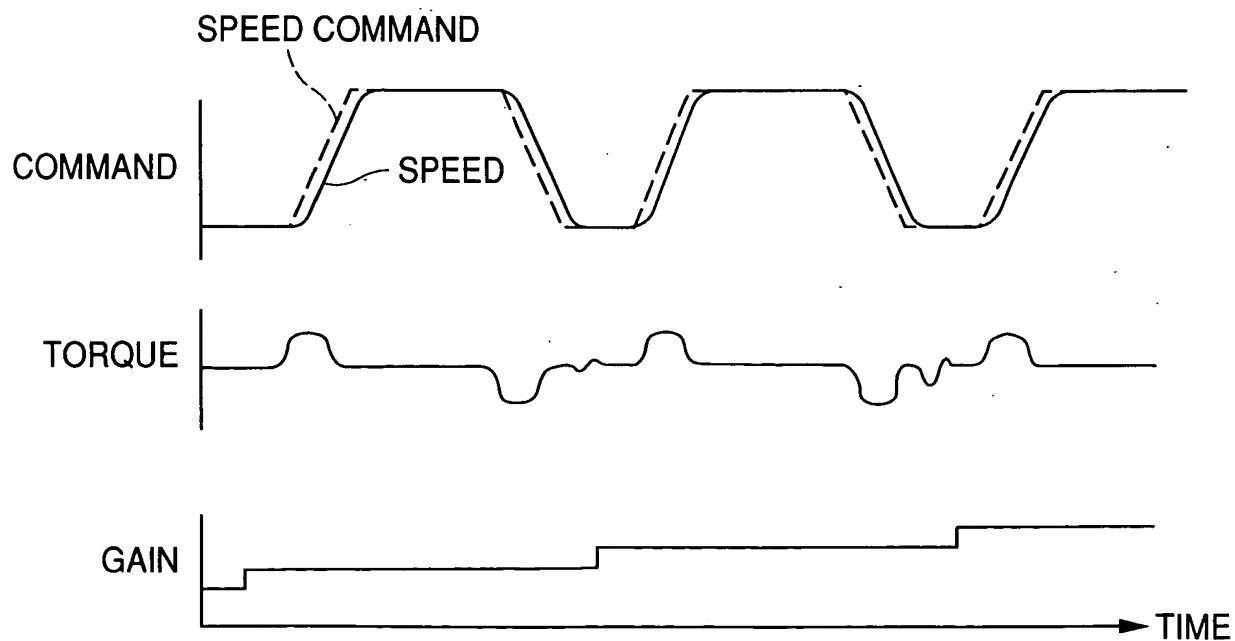 SPEED COMMAND
COMMAND
SPEED
TORQUE
GAIN
TIME